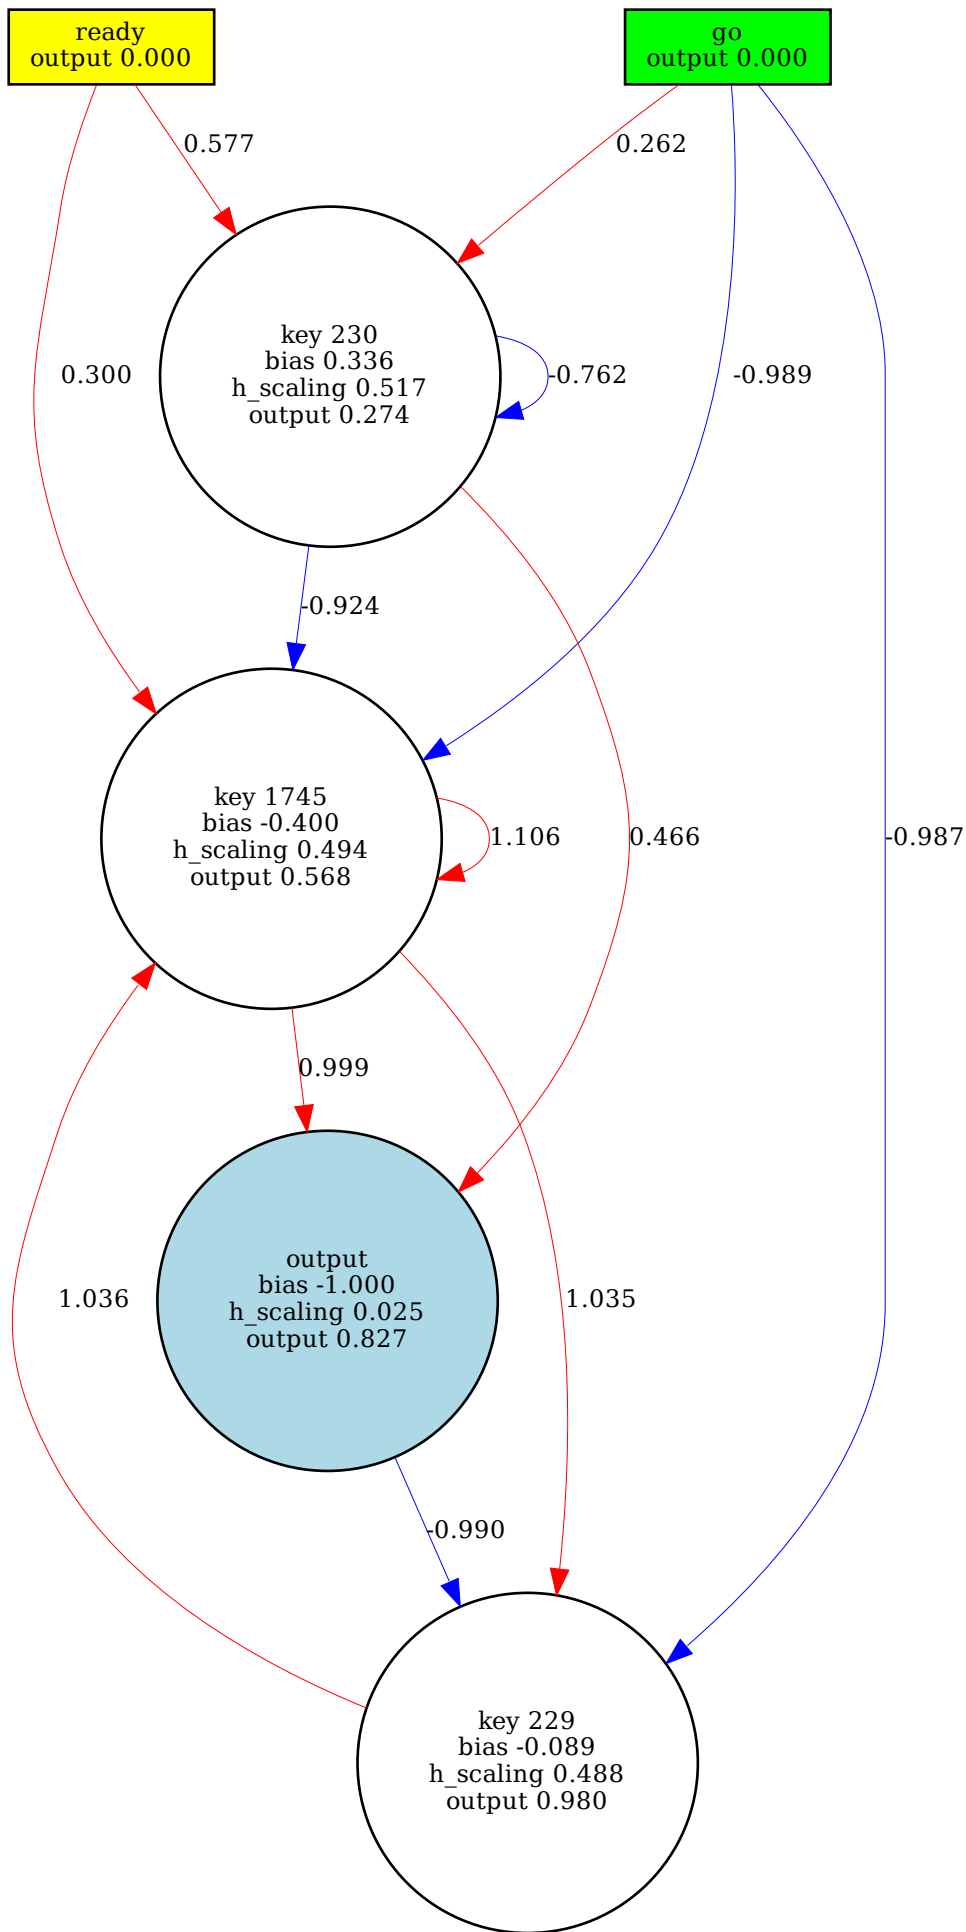 ready
output 0.000
go
output 0.000
0.577
0.262
key 230
bias 0.336
h_scaling 0.517
output 0.274
0.300
-0.762
-0.989
-0.924
key 1745
bias -0.400
h_scaling 0.494
output 0.568
1.106
0.466
-0.987
0.999
output
bias -1.000
h_scaling 0.025
output 0.827
1.036
1.035
-0.990
key 229
bias -0.089
h_scaling 0.488
output 0.980